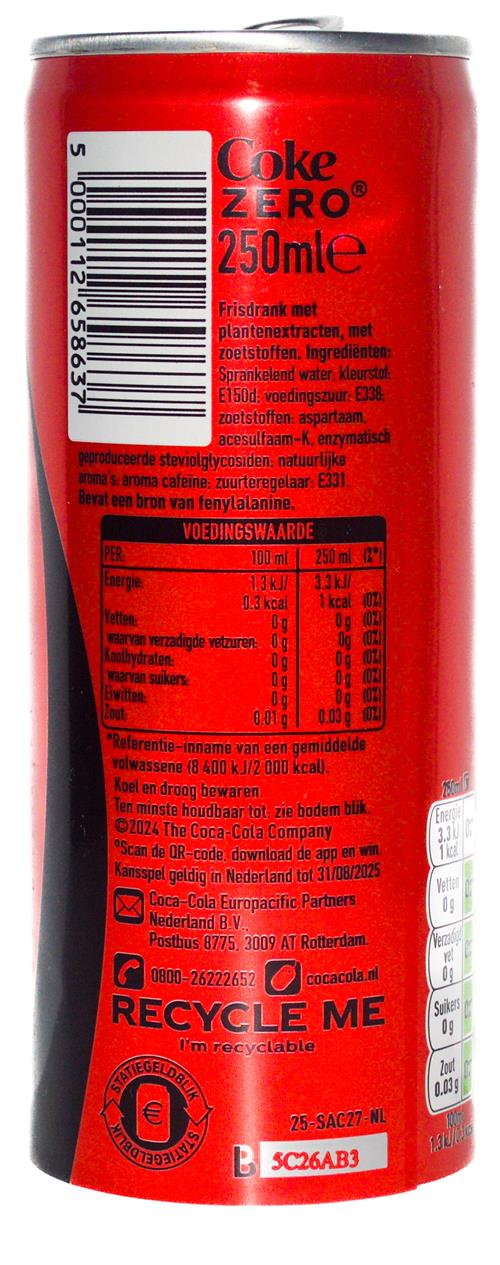 5 000112 658637
Coke
ZERO®
250ml℮
Frisdrank met
plantenextracten, met
zoetstoffen. Ingrediënten:
Sprankelend water; kleurstof:
E150d; voedingszuur: E338;
zoetstoffen: aspartaam,
acesulfaam-K, enzymatisch
geproduceerde steviolglycosiden; natuurlijke
aroma's; aroma cafeïne; zuurteregelaar: E331.
Bevat een bron van fenylalanine.
VOEDINGSWAARDE
PER: 100 ml 250 ml (%*)
Energie: 1.3 kJ/ 3.3 kJ/
0.3 kcal 1 kcal (0%)
Vetten: 0 g 0 g (0%)
waarvan verzadigde vetzuren: 0 g 0g (0%)
Koolhydraten: 0 g 0 g (0%)
waarvan suikers: 0 g 0 g (0%)
Eiwitten: 0 g 0 g (0%)
Zout: 0.01 g 0.03 g (0%)
*Referentie-inname van een gemiddelde
volwassene (8 400 kJ/2 000 kcal).
Koel en droog bewaren.
Ten minste houdbaar tot: zie bodem blik.
©2024 The Coca-Cola Company
°Scan de QR-code, download de app en win.
Kansspel geldig in Nederland tot 31/08/2025
Coca-Cola Europacific Partners
Nederland B.V.,
Postbus 8775, 3009 AT Rotterdam.
0800-26222652 cocacola.nl
RECYCLE ME
I'm recyclable
STATIEGELDBLIK
€
STATIEGELDBLIK
25-SAC27-NL
B 5C26AB3
250ml
Energie
3.3 kJ
1 kcal
Vetten
0 g
Verzadigd
vet
0 g
Suikers
0 g
Zout
0.03 g